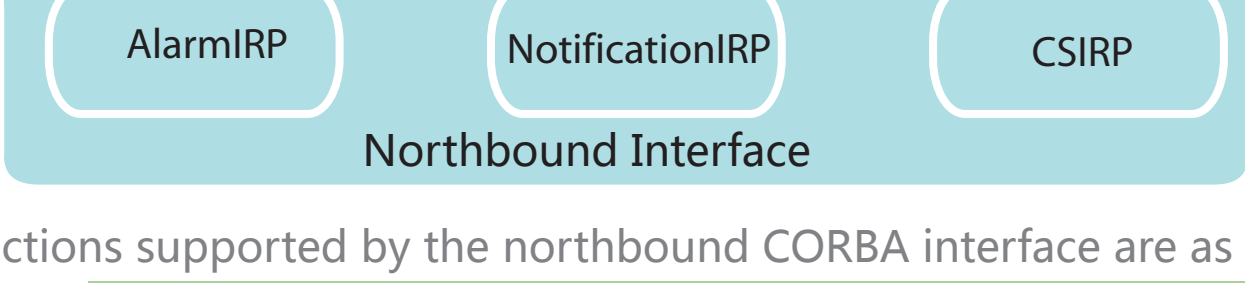 AlarmIRP NotificationIRP CSIRP
Northbound Interface
ctions supported by the northbound CORBA interface are as